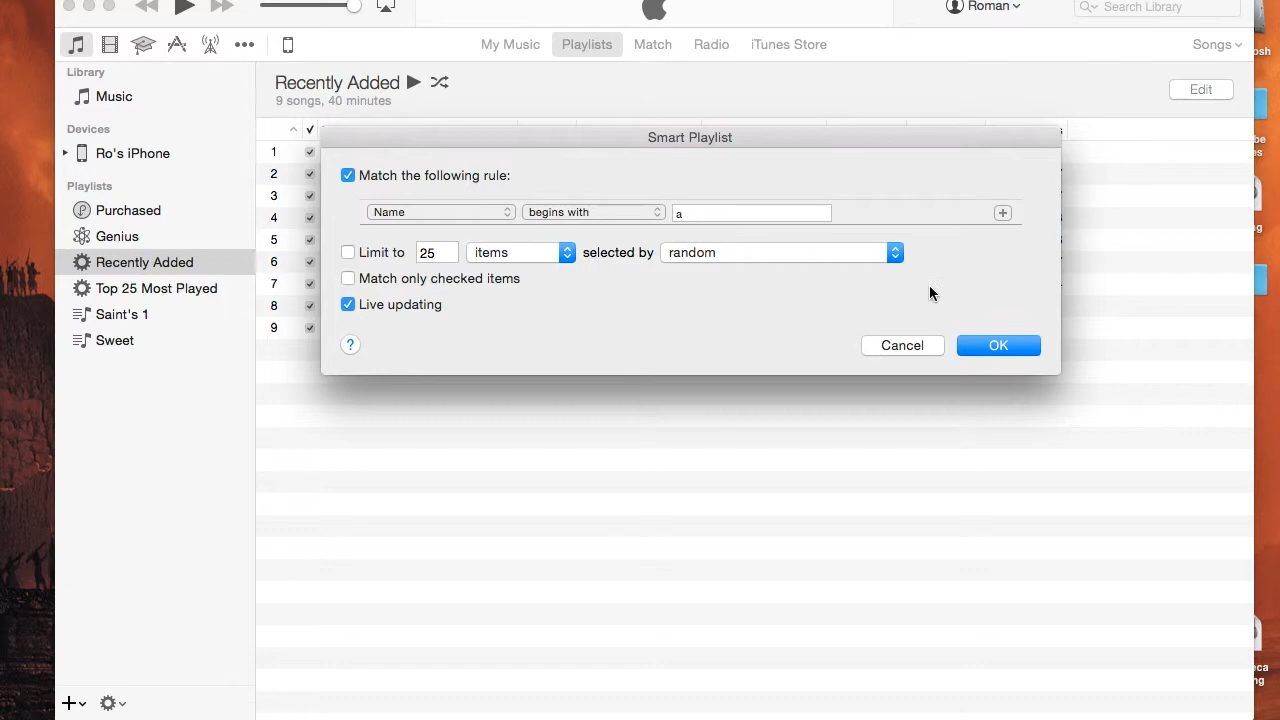 Roman
Search Library
My Music Playlists Match Radio iTunes Store
Songs
Library
Music
Devices
Ro's iPhone
Playlists
Purchased
Genius
Recently Added
Top 25 Most Played
Saint's 1
Sweet
Recently Added
9 songs, 40 minutes
Edit
1
2
3
4
5
6
7
8
9
Smart Playlist
Match the following rule:
Name begins with a
Limit to 25 items selected by random
Match only checked items
Live updating
? Cancel OK